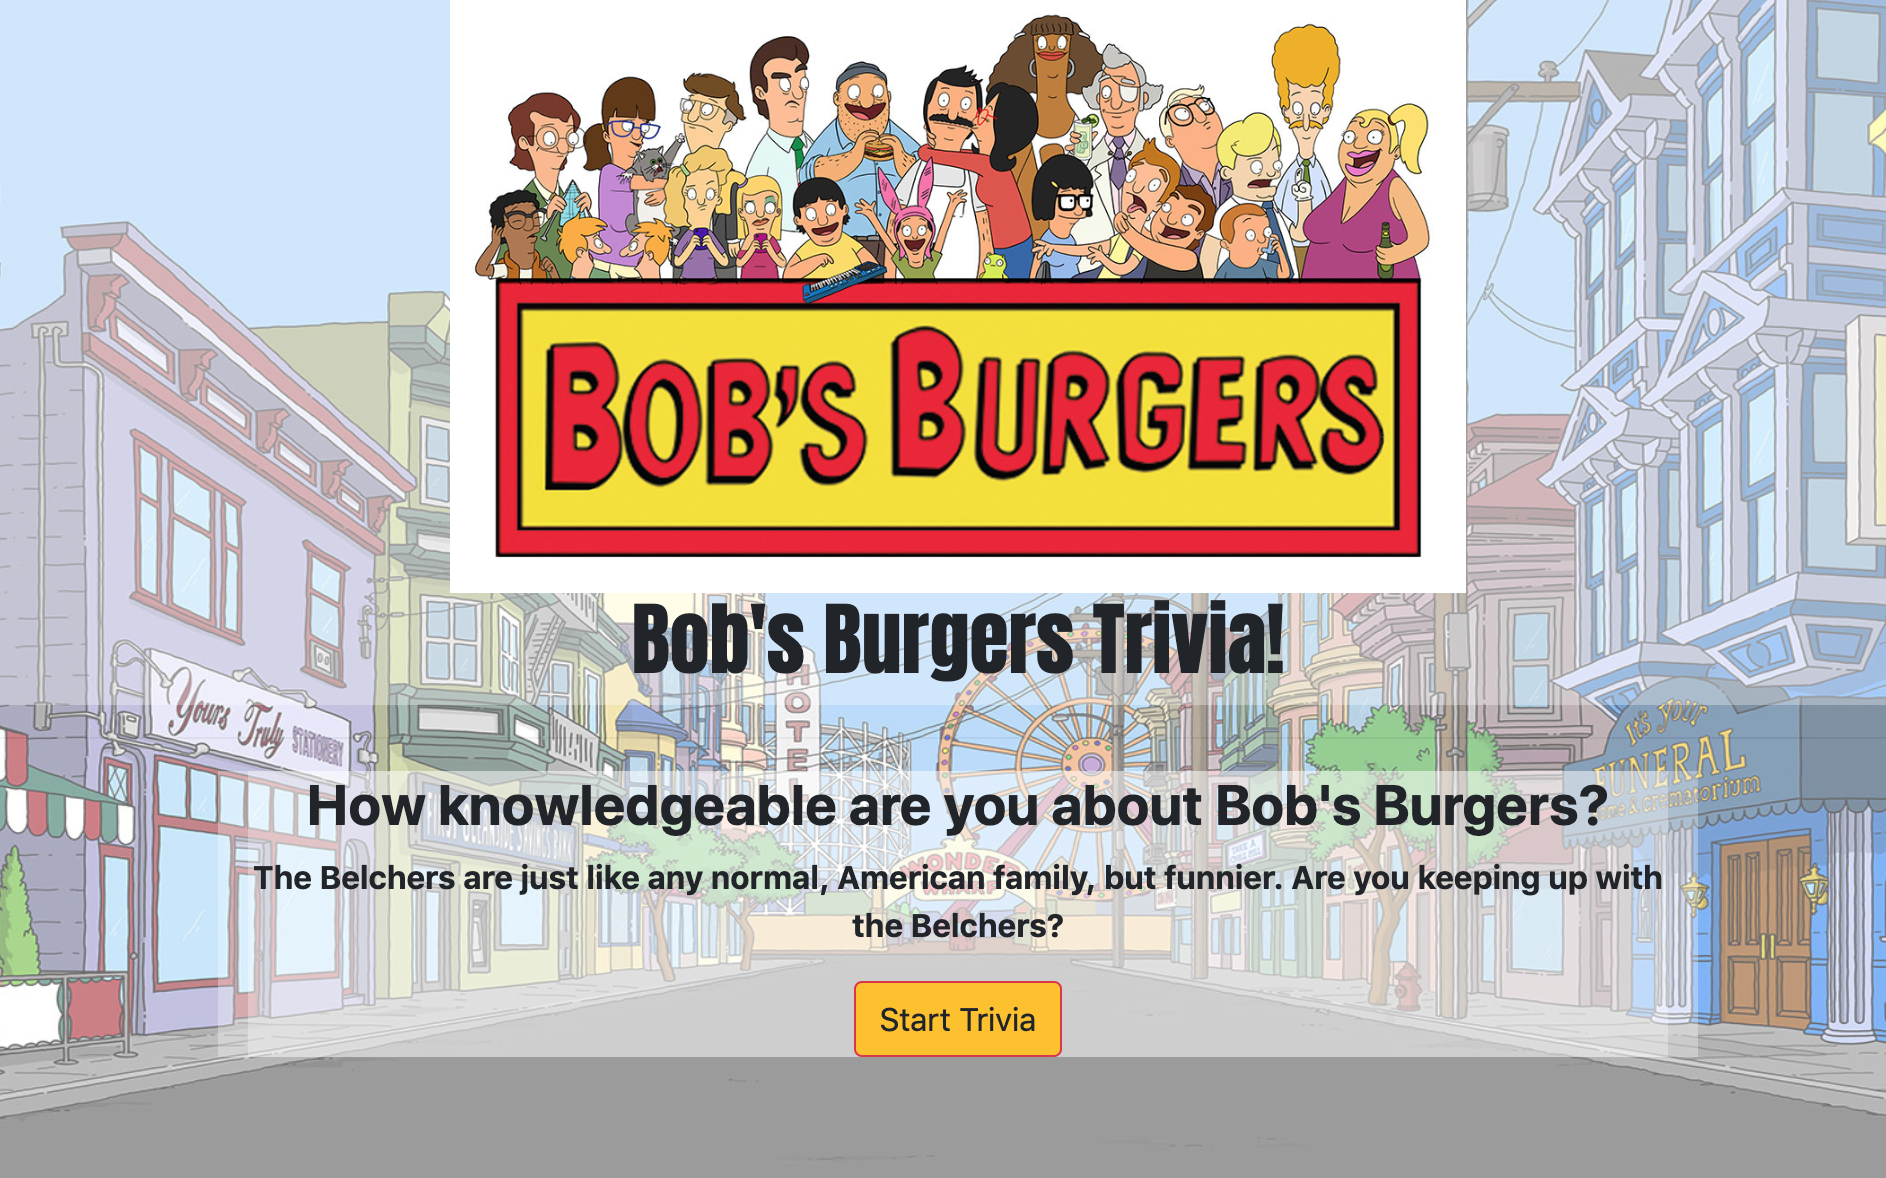 BOB'S BURGERS
Bob's Burgers Trivia!
HOTEL
Yours Truly STATIONERY
It's your
FUNERAL
& crematorium
How knowledgeable are you about Bob's Burgers?
WONDER
WHARF
The Belchers are just like any normal, American family, but funnier. Are you keeping up with
the Belchers?
Start Trivia